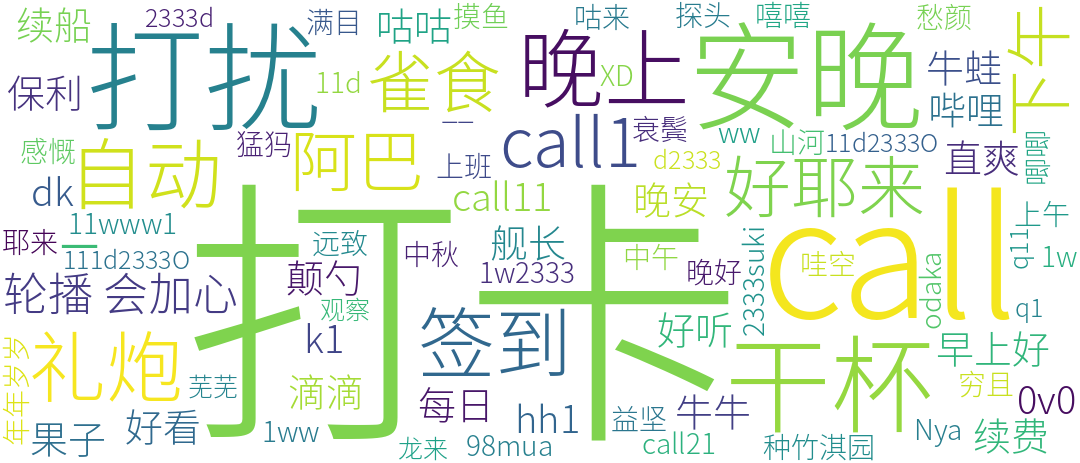 续船
2333d
满目
咕咕
摸鱼
咕来
探头
嘻嘻
愁颜
下午
打扰
雀食
晚上
安晚
牛蛙
保利
11d
XD
哔哩
感慨
自动
猛犸
阿巴
一一
call1
衰鬓
ww
山河
11d2333O
直爽
嘟嘟
dk
上班
d2333
好耶来
11www1
call11
晚安
上午
耶来
一
111d2333O
远致
中秋
舰长
中午
晚好
哇空
2333suki
odaka
q11
1w
轮播
会加心
颠勺
观察
1w2333
打卡
call
q1
年年岁岁
礼炮
芜芜
k1
签到
好听
干杯
早上好
滴滴
每日
穷且
0v0
果子
好看
1ww
hh1
益坚
牛牛
龙来
98mua
call21
种竹淇园
Nya
续费